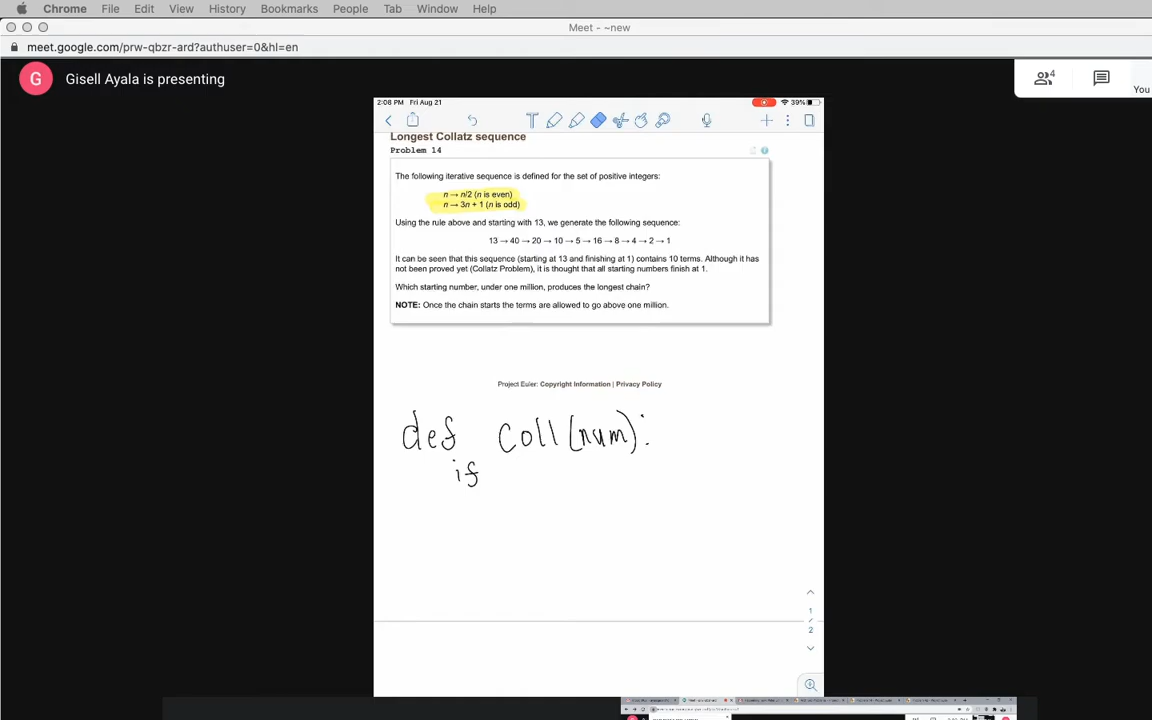 Chrome File Edit View History Bookmarks People Tab Window Help
Meet - ~new
meet.google.com/prw-qbzr-ard?authuser=0&hl=en
G Gisell Ayala is presenting
4
You
2:08 PM Fri Aug 21
39%
Longest Collatz sequence
Problem 14
The following iterative sequence is defined for the set of positive integers:
n → n/2 (n is even)
n → 3n + 1 (n is odd)
Using the rule above and starting with 13, we generate the following sequence:
13 → 40 → 20 → 10 → 5 → 16 → 8 → 4 → 2 → 1
It can be seen that this sequence (starting at 13 and finishing at 1) contains 10 terms. Although it has
not been proved yet (Collatz Problem), it is thought that all starting numbers finish at 1.
Which starting number, under one million, produces the longest chain?
NOTE: Once the chain starts the terms are allowed to go above one million.
Project Euler: Copyright Information | Privacy Policy
def coll(num):
if
1
/
2